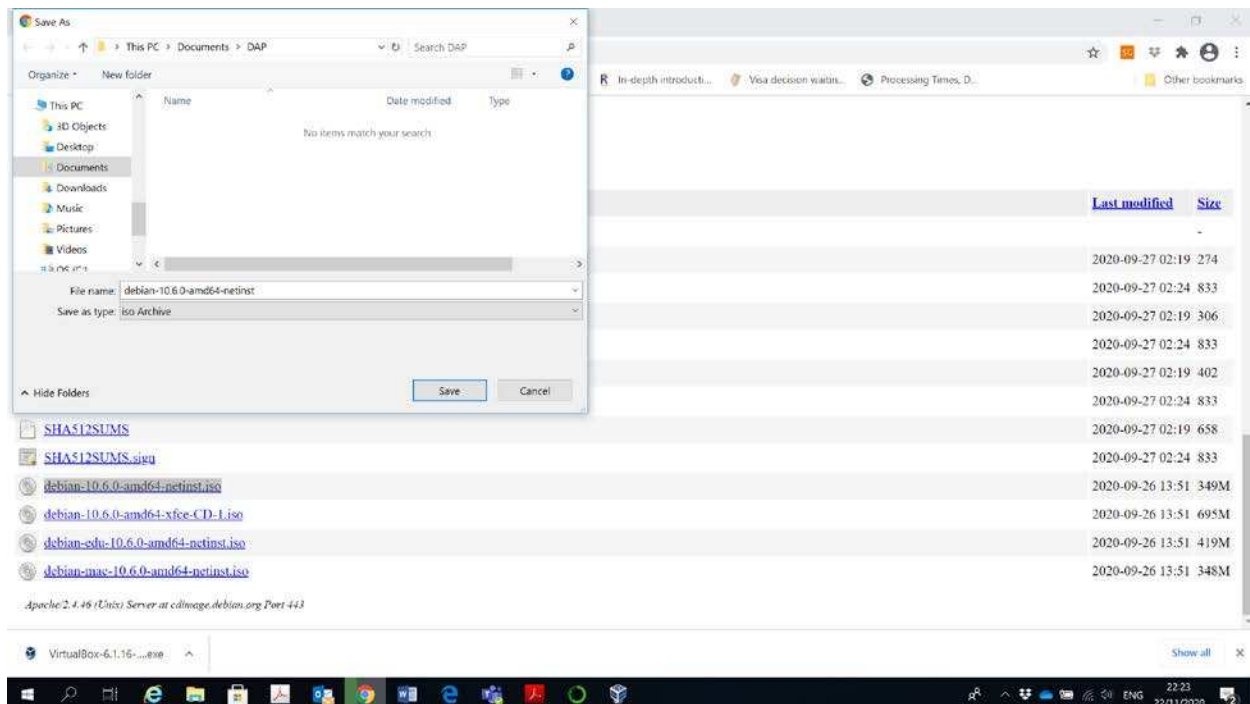 Save As
This PC > Documents > DAP
Search DAP
Organize
New folder
This PC
3D Objects
Desktop
Documents
Downloads
Music
Pictures
Videos
Name
Date modified
Type
No items match your search
File name: debian-10.6.0-amd64-netinst
Save as type: iso Archive
Hide Folders
Save
Cancel
In-depth introducti...
Visa decision waitin...
Processing Times, D...
Other bookmarks
Last modified
Size
-
2020-09-27 02:19 274
2020-09-27 02:24 833
2020-09-27 02:19 306
2020-09-27 02:24 833
2020-09-27 02:19 402
2020-09-27 02:24 833
SHA512SUMS 2020-09-27 02:19 658
SHA512SUMS.sign 2020-09-27 02:24 833
debian-10.6.0-amd64-netinst.iso 2020-09-26 13:51 349M
debian-10.6.0-amd64-xfce-CD-1.iso 2020-09-26 13:51 695M
debian-edu-10.6.0-amd64-netinst.iso 2020-09-26 13:51 419M
debian-mac-10.6.0-amd64-netinst.iso 2020-09-26 13:51 348M
Apache/2.4.46 (Unix) Server at cdimage.debian.org Port 443
VirtualBox-6.1.16-....exe
Show all
ENG
22:23
22/11/2020